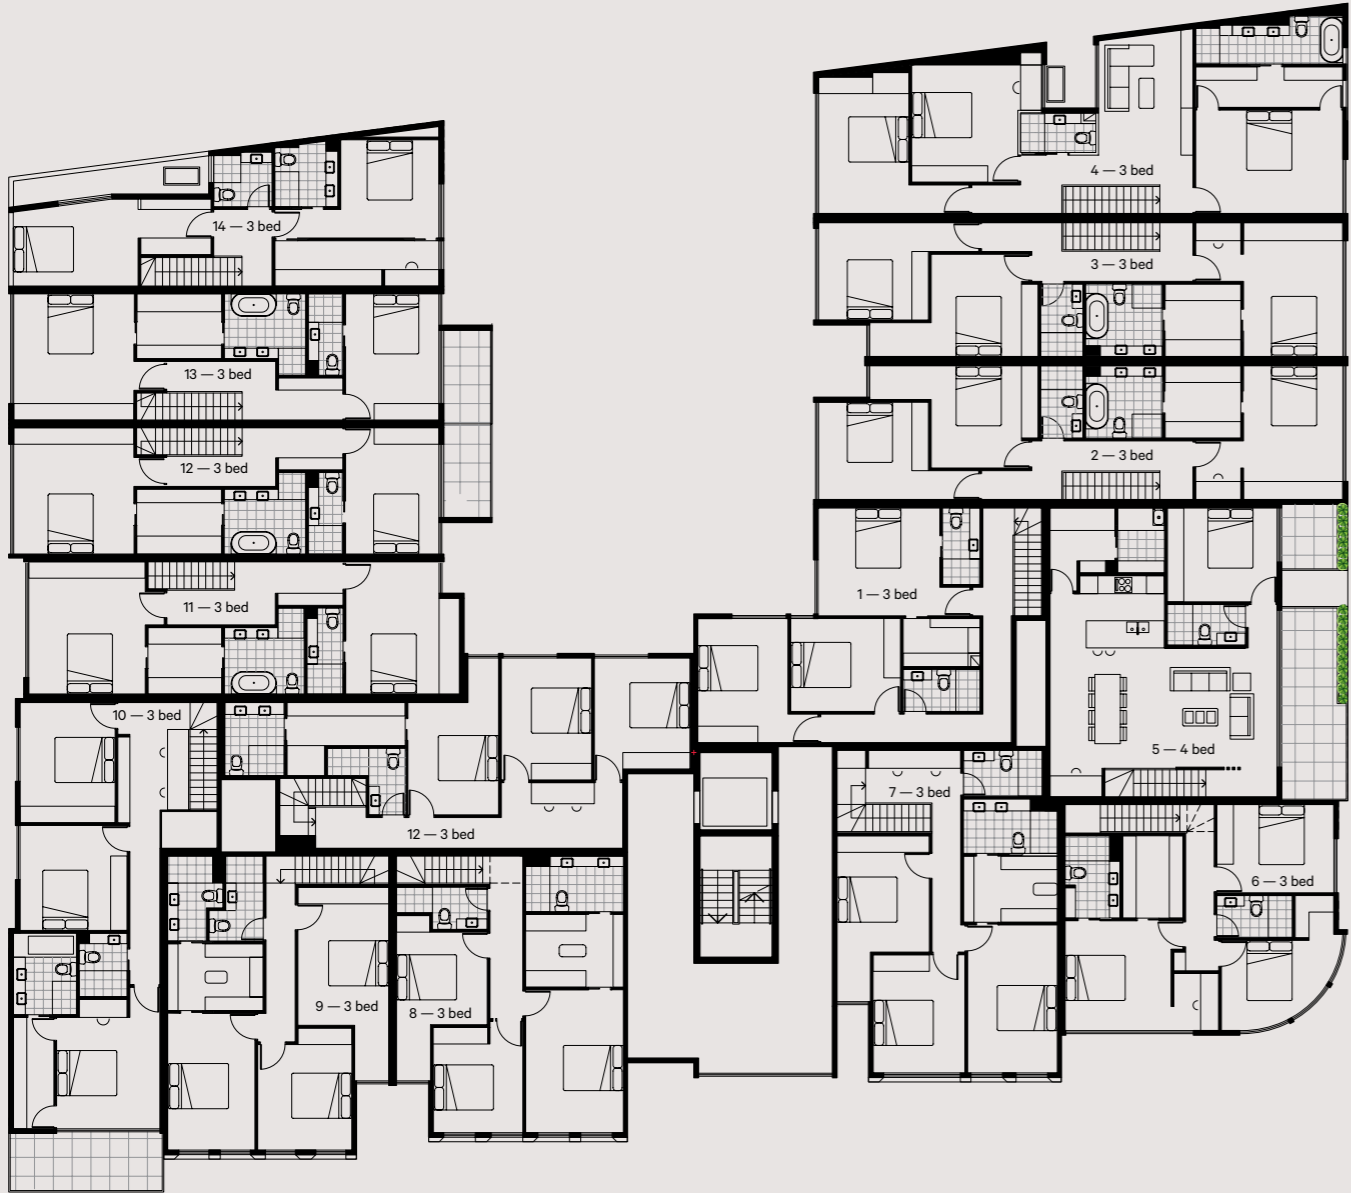 4 — 3 bed
14 — 3 bed
3 — 3 bed
13 — 3 bed
2 — 3 bed
12 — 3 bed
1 — 3 bed
11 — 3 bed
10 — 3 bed
5 — 4 bed
7 — 3 bed
12 — 3 bed
6 — 3 bed
9 — 3 bed
8 — 3 bed